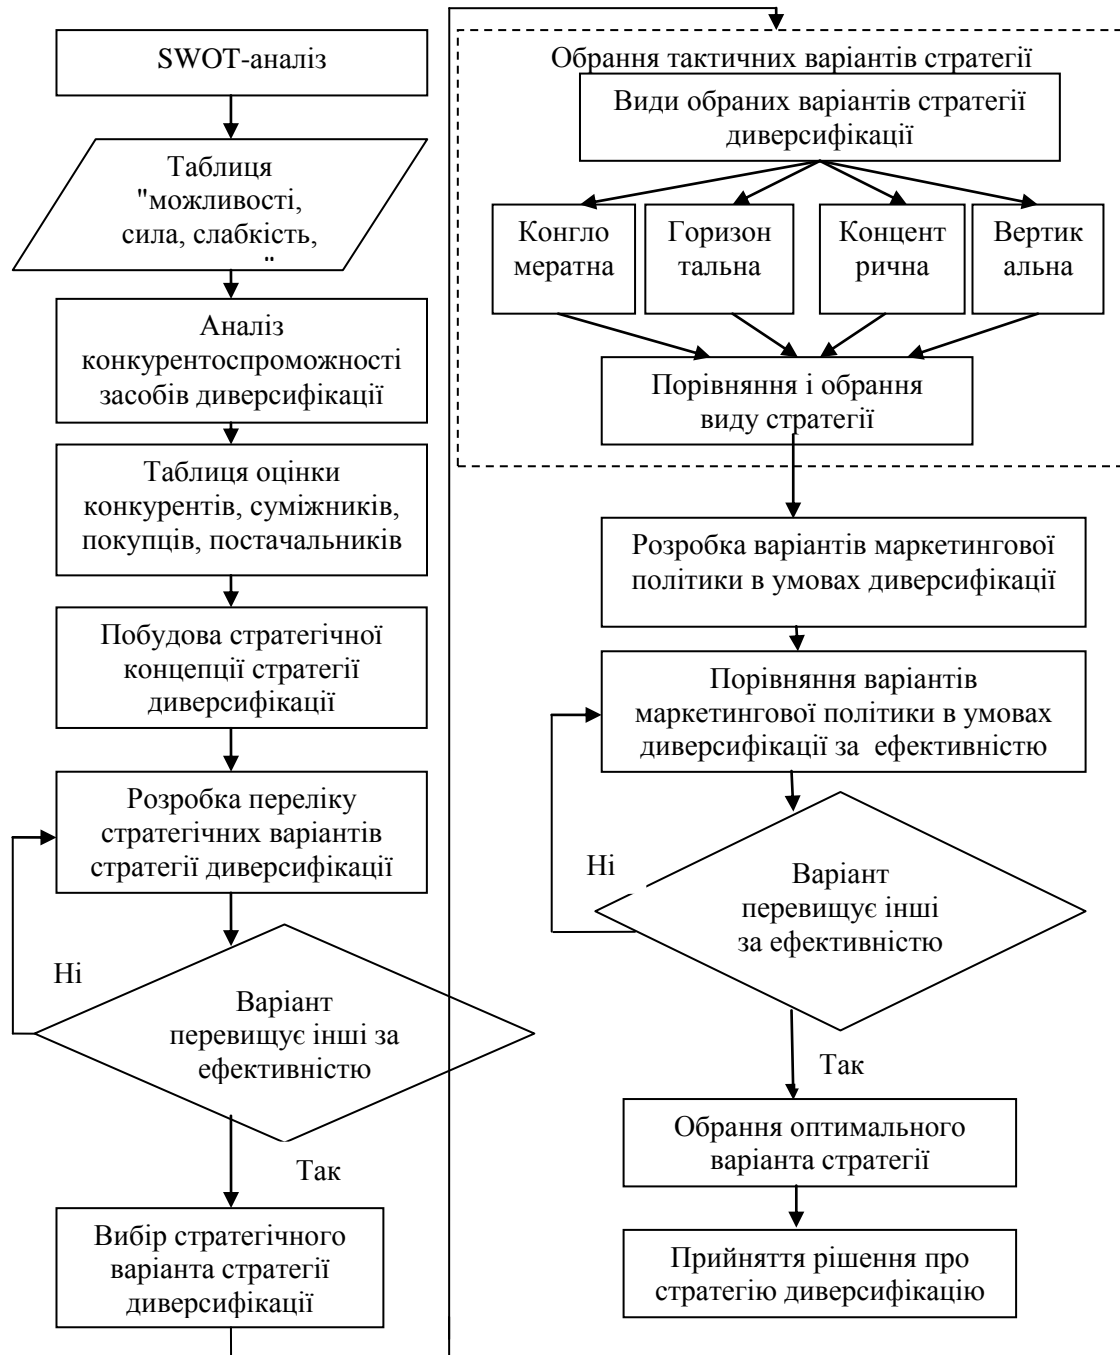 SWOT-аналіз
Таблиця
"можливості,
сила, слабкість,
"
Аналіз
конкурентоспроможності
засобів диверсифікації
Таблиця оцінки
конкурентів, суміжників,
покупців, постачальників
Побудова стратегічної
концепції стратегії
диверсифікації
Розробка переліку
стратегічних варіантів
стратегії диверсифікації
Ні
Варіант
перевищує інші за
ефективністю
Так
Вибір стратегічного
варіанта стратегії
диверсифікації
Обрання тактичних варіантів стратегії
Види обраних варіантів стратегії
диверсифікації
Конгло
мератна
Горизон
тальна
Концент
рична
Вертик
альна
Порівняння і обрання
виду стратегії
Розробка варіантів маркетингової
політики в умовах диверсифікації
Порівняння варіантів
маркетингової політики в умовах
диверсифікації за ефективністю
Ні
Варіант
перевищує інші
за ефективністю
Так
Обрання оптимального
варіанта стратегії
Прийняття рішення про
стратегію диверсифікацію